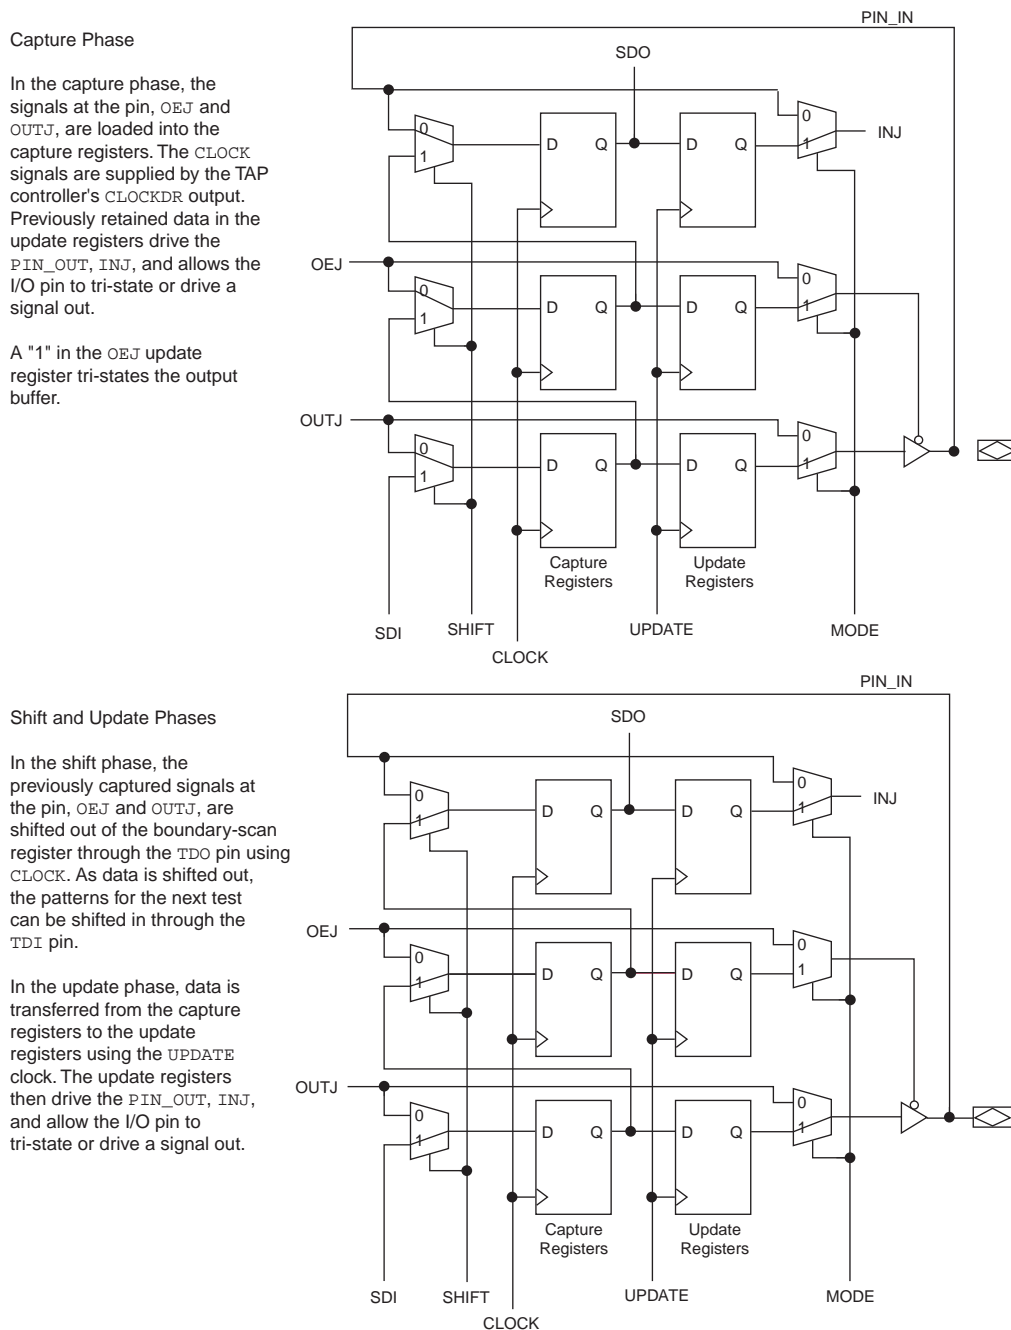 Capture Phase
In the capture phase, the
signals at the pin, OEJ and
OUTJ, are loaded into the
capture registers. The CLOCK
signals are supplied by the TAP
controller's CLOCKDR output.
Previously retained data in the
update registers drive the
PIN_OUT, INJ, and allows the
I/O pin to tri-state or drive a
signal out.
A "1" in the OEJ update
register tri-states the output
buffer.
PIN_IN
SDO
0
1
D Q
D Q
0
1
INJ
OEJ
0
1
D Q
D Q
0
1
OUTJ
0
1
D Q
D Q
0
1
Capture
Registers
Update
Registers
SDI
SHIFT
CLOCK
UPDATE
MODE
Shift and Update Phases
In the shift phase, the
previously captured signals at
the pin, OEJ and OUTJ, are
shifted out of the boundary-scan
register through the TDO pin using
CLOCK. As data is shifted out,
the patterns for the next test
can be shifted in through the
TDI pin.
In the update phase, data is
transferred from the capture
registers to the update
registers using the UPDATE
clock. The update registers
then drive the PIN_OUT, INJ,
and allow the I/O pin to
tri-state or drive a signal out.
PIN_IN
SDO
0
1
D Q
D Q
0
1
INJ
OEJ
0
1
D Q
D Q
0
1
OUTJ
0
1
D Q
D Q
0
1
Capture
Registers
Update
Registers
SDI
SHIFT
CLOCK
UPDATE
MODE